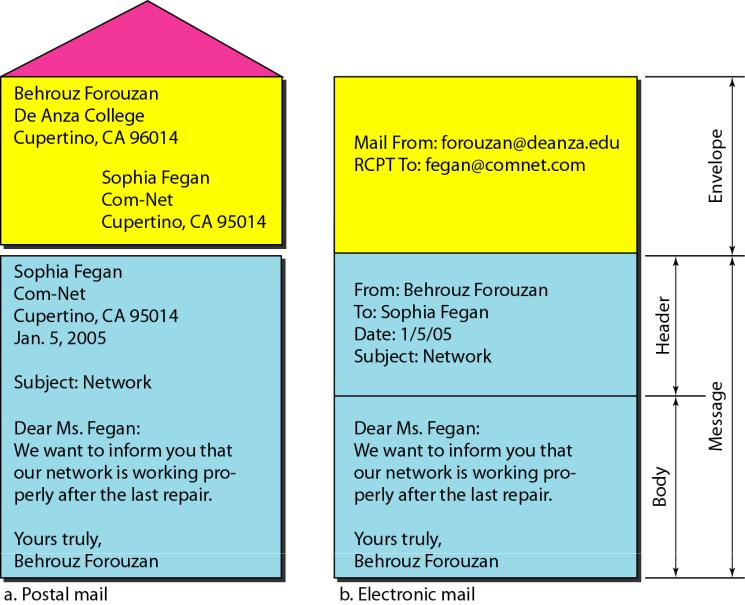 Behrouz Forouzan
De Anza College
Cupertino, CA 96014
Sophia Fegan
Com-Net
Cupertino, CA 95014
Sophia Fegan
Com-Net
Cupertino, CA 95014
Jan. 5, 2005
Subject: Network
Dear Ms. Fegan:
We want to inform you that
our network is working pro-
perly after the last repair.
Yours truly,
Behrouz Forouzan
a. Postal mail
Mail From: forouzan@deanza.edu
RCPT To: fegan@comnet.com
From: Behrouz Forouzan
To: Sophia Fegan
Date: 1/5/05
Subject: Network
Dear Ms. Fegan:
We want to inform you that
our network is working pro-
perly after the last repair.
Yours truly,
Behrouz Forouzan
b. Electronic mail
Envelope
Header
Body
Message